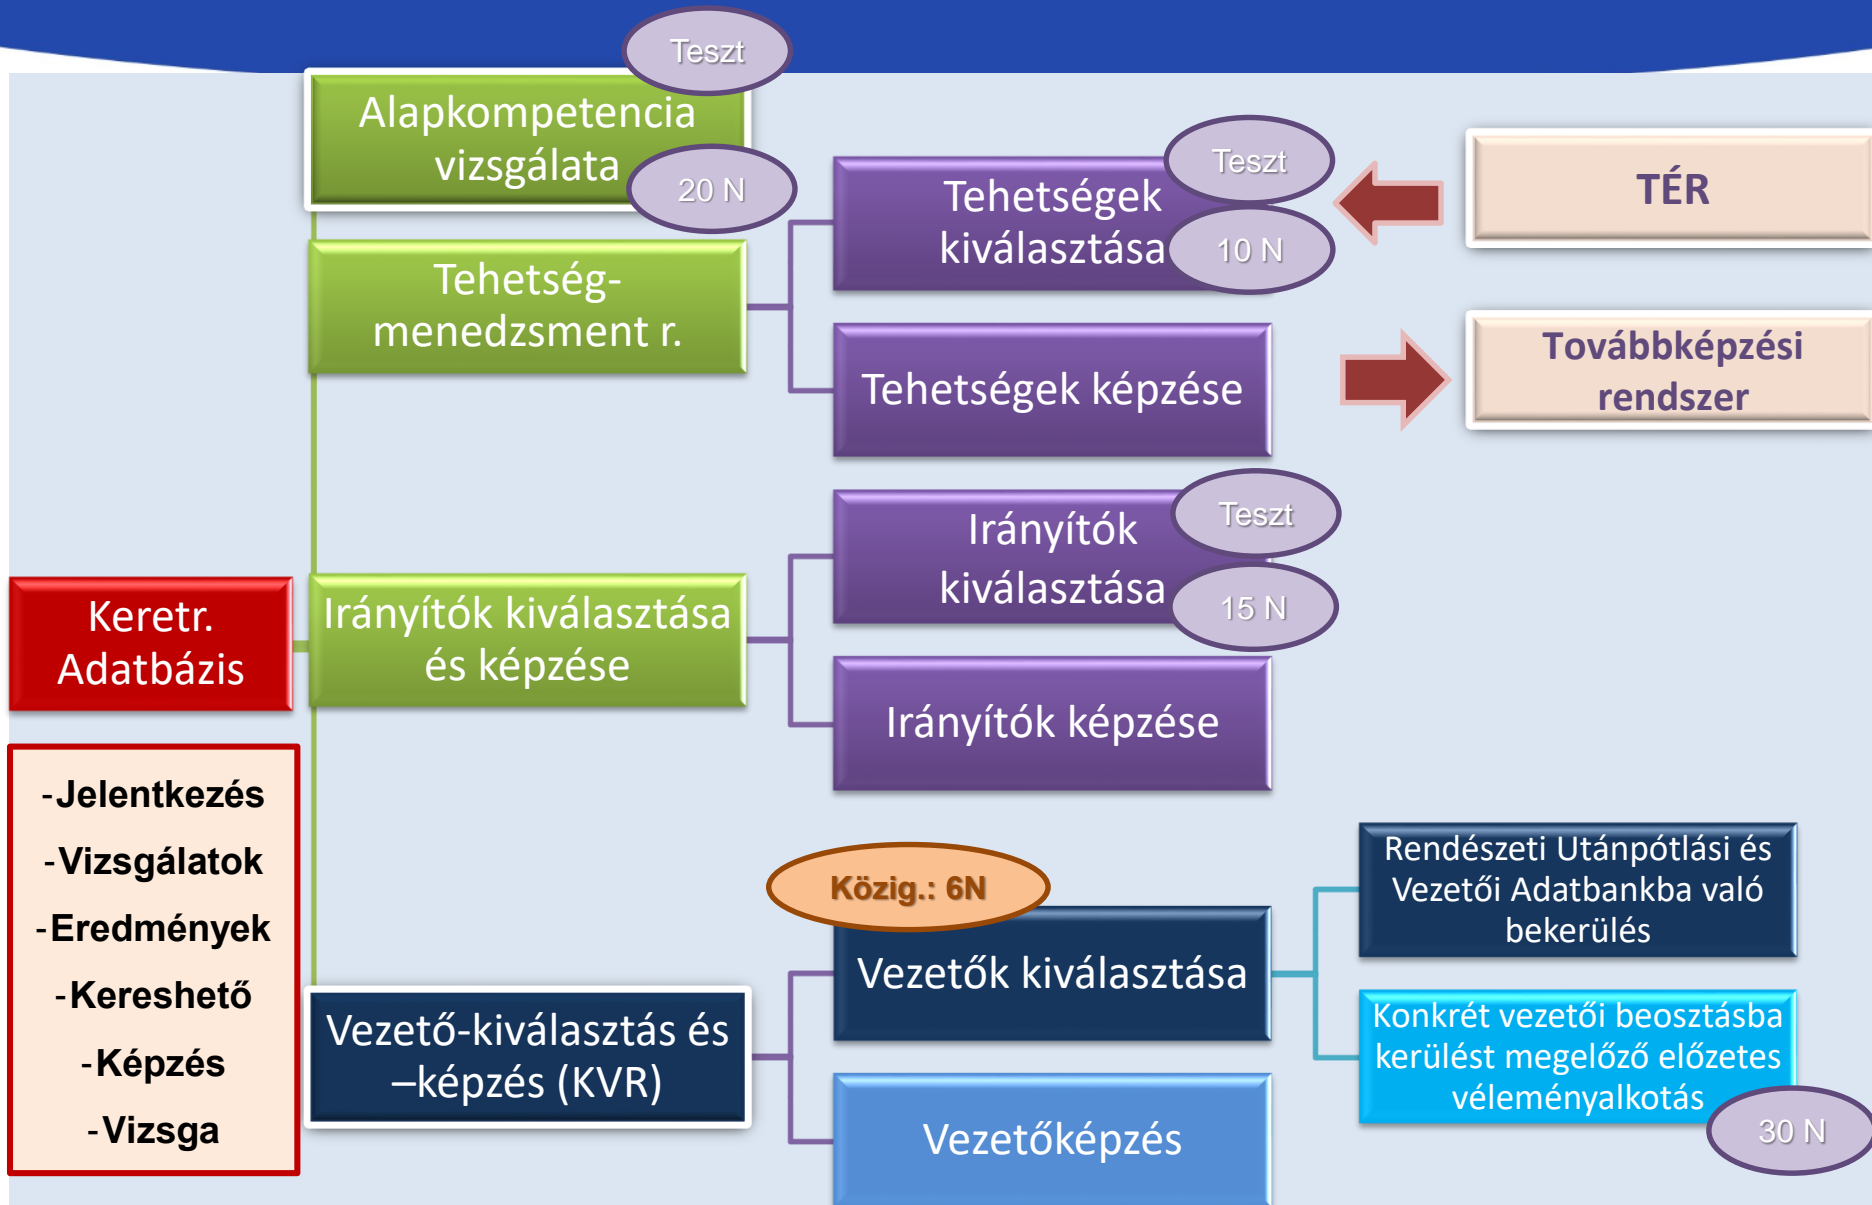 Teszt
Alapkompetencia
vizsgálata
20 N
Tehetség-
menedzsment r.
Tehetségek
kiválasztása
Teszt
10 N
TÉR
Tehetségek képzése
Továbbképzési
rendszer
Keretr.
Adatbázis
Irányítók kiválasztása
és képzése
Irányítók
kiválasztása
Teszt
15 N
Irányítók képzése
-Jelentkezés
-Vizsgálatok
-Eredmények
-Kereshető
-Képzés
-Vizsga
Vezető-kiválasztás és
–képzés (KVR)
Közig.: 6N
Vezetők kiválasztása
Vezetőképzés
Rendészeti Utánpótlási és
Vezetői Adatbankba való
bekerülés
Konkrét vezetői beosztásba
kerülést megelőző előzetes
véleményalkotás
30 N